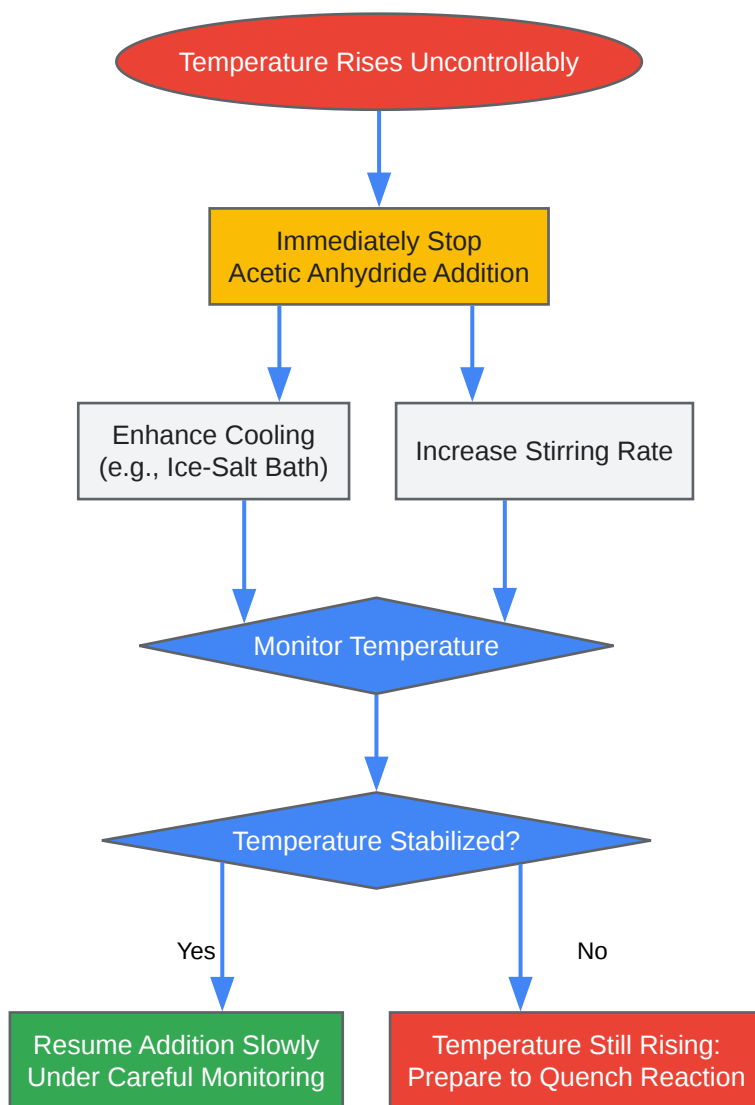 Temperature Rises Uncontrollably
Immediately Stop
Acetic Anhydride Addition
Enhance Cooling
(e.g., Ice-Salt Bath)
Increase Stirring Rate
Monitor Temperature
Temperature Stabilized?
Yes
No
Resume Addition Slowly
Under Careful Monitoring
Temperature Still Rising:
Prepare to Quench Reaction